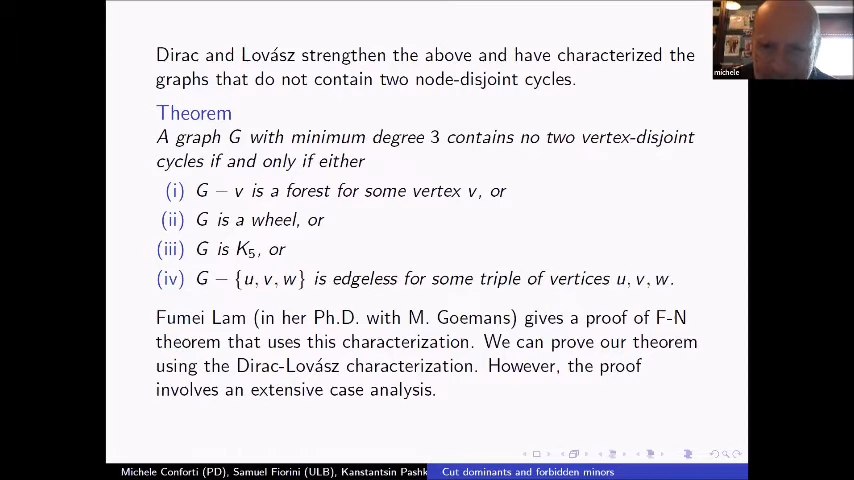 Dirac and Lovász strengthen the above and have characterized the
graphs that do not contain two node-disjoint cycles.
Theorem
A graph G with minimum degree 3 contains no two vertex-disjoint
cycles if and only if either
(i) G − v is a forest for some vertex v, or
(ii) G is a wheel, or
(iii) G is K₅, or
(iv) G − {u, v, w} is edgeless for some triple of vertices u, v, w.
Fumei Lam (in her Ph.D. with M. Goemans) gives a proof of F-N
theorem that uses this characterization. We can prove our theorem
using the Dirac-Lovász characterization. However, the proof
involves an extensive case analysis.
michele
Michele Conforti (PD), Samuel Fiorini (ULB), Kanstantsin Pashk
Cut dominants and forbidden minors